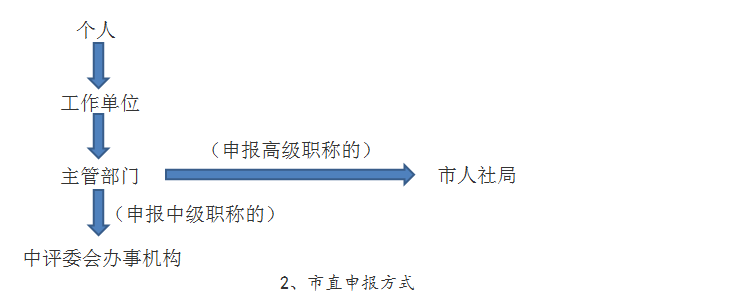 个人
工作单位
（申报高级职称的）
主管部门
市人社局
（申报中级职称的）
中评委会办事机构
2、市直申报方式